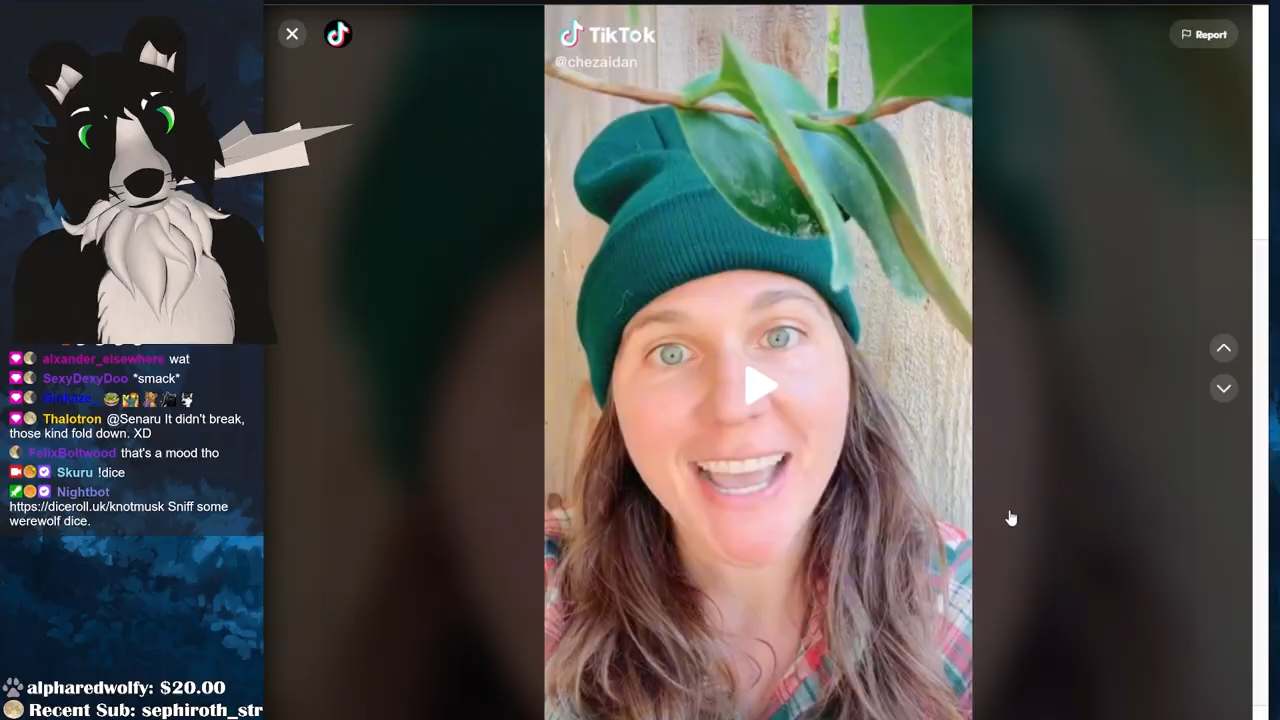 TikTok
@chezaidan
Report
alxander_elsewhere wat
SexyDexyDoo *smack*
Ginkaze_
Thalotron @Senaru It didn't break,
those kind fold down. XD
FelixBoltwood that's a mood tho
Skuru !dice
Nightbot
https://diceroll.uk/knotmusk Sniff some
werewolf dice.
alpharedwolfy: $20.00
Recent Sub: sephiroth_str